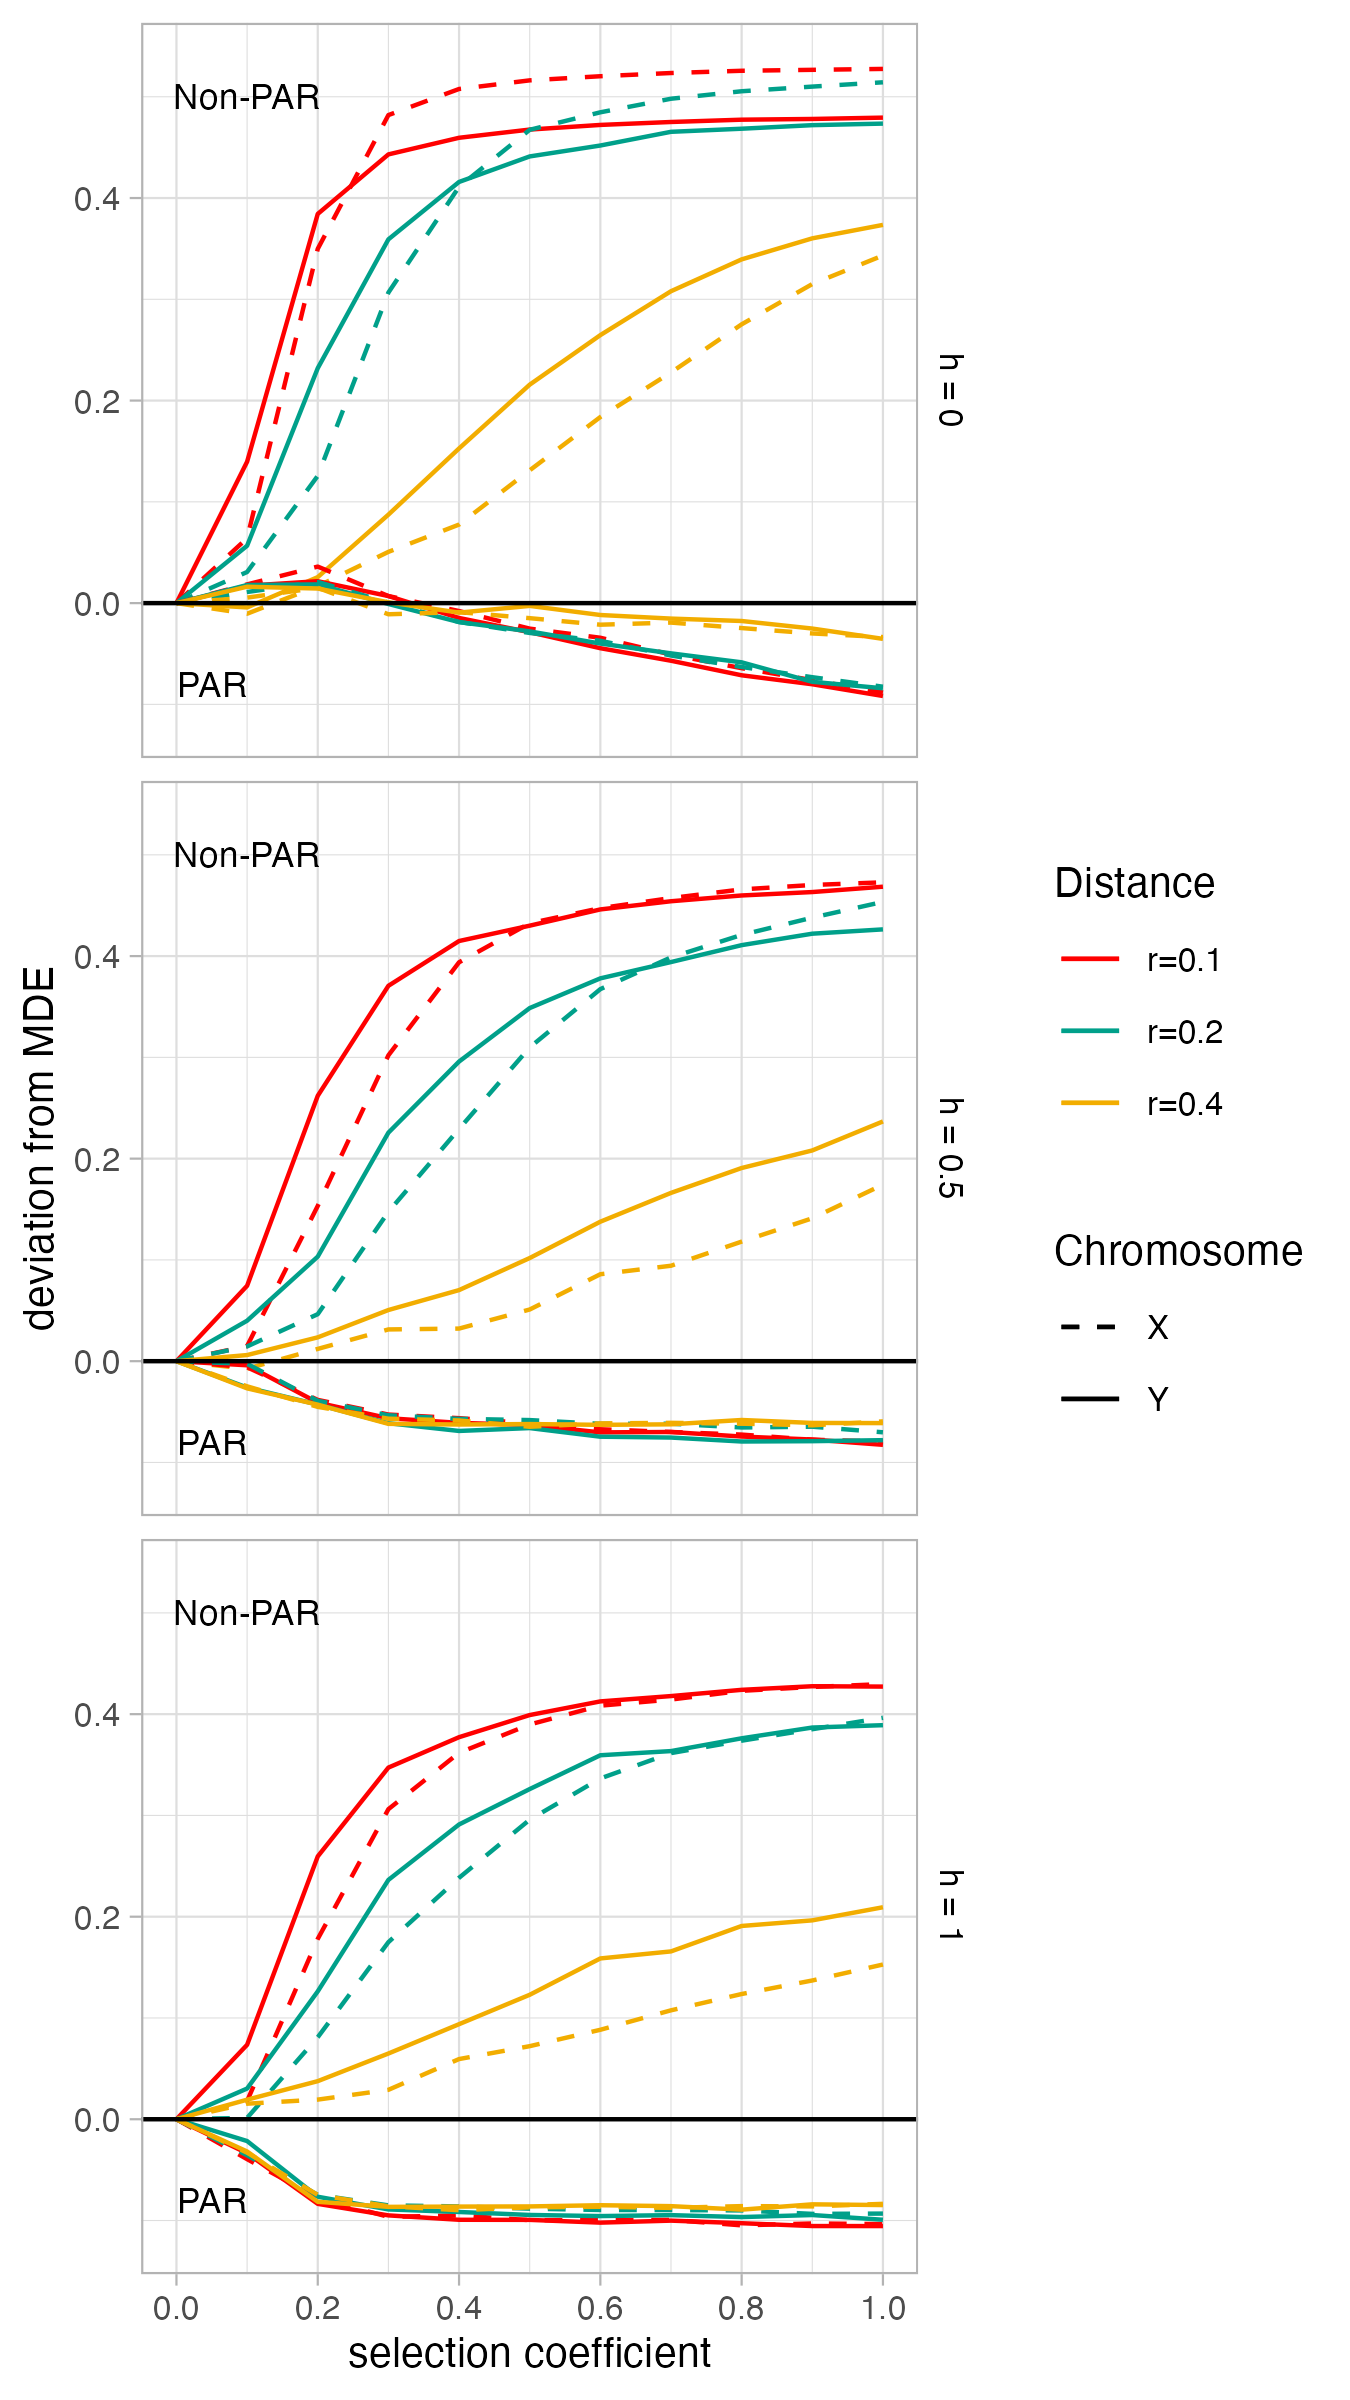 Non-PAR
0.4
0.2
0.0
PAR
h = 0
Non-PAR
0.4
0.2
0.0
PAR
h = 0.5
deviation from MDE
Distance
r=0.1
r=0.2
r=0.4
Chromosome
X
Y
Non-PAR
0.4
0.2
0.0
PAR
h = 1
0.0 0.2 0.4 0.6 0.8 1.0
selection coefficient